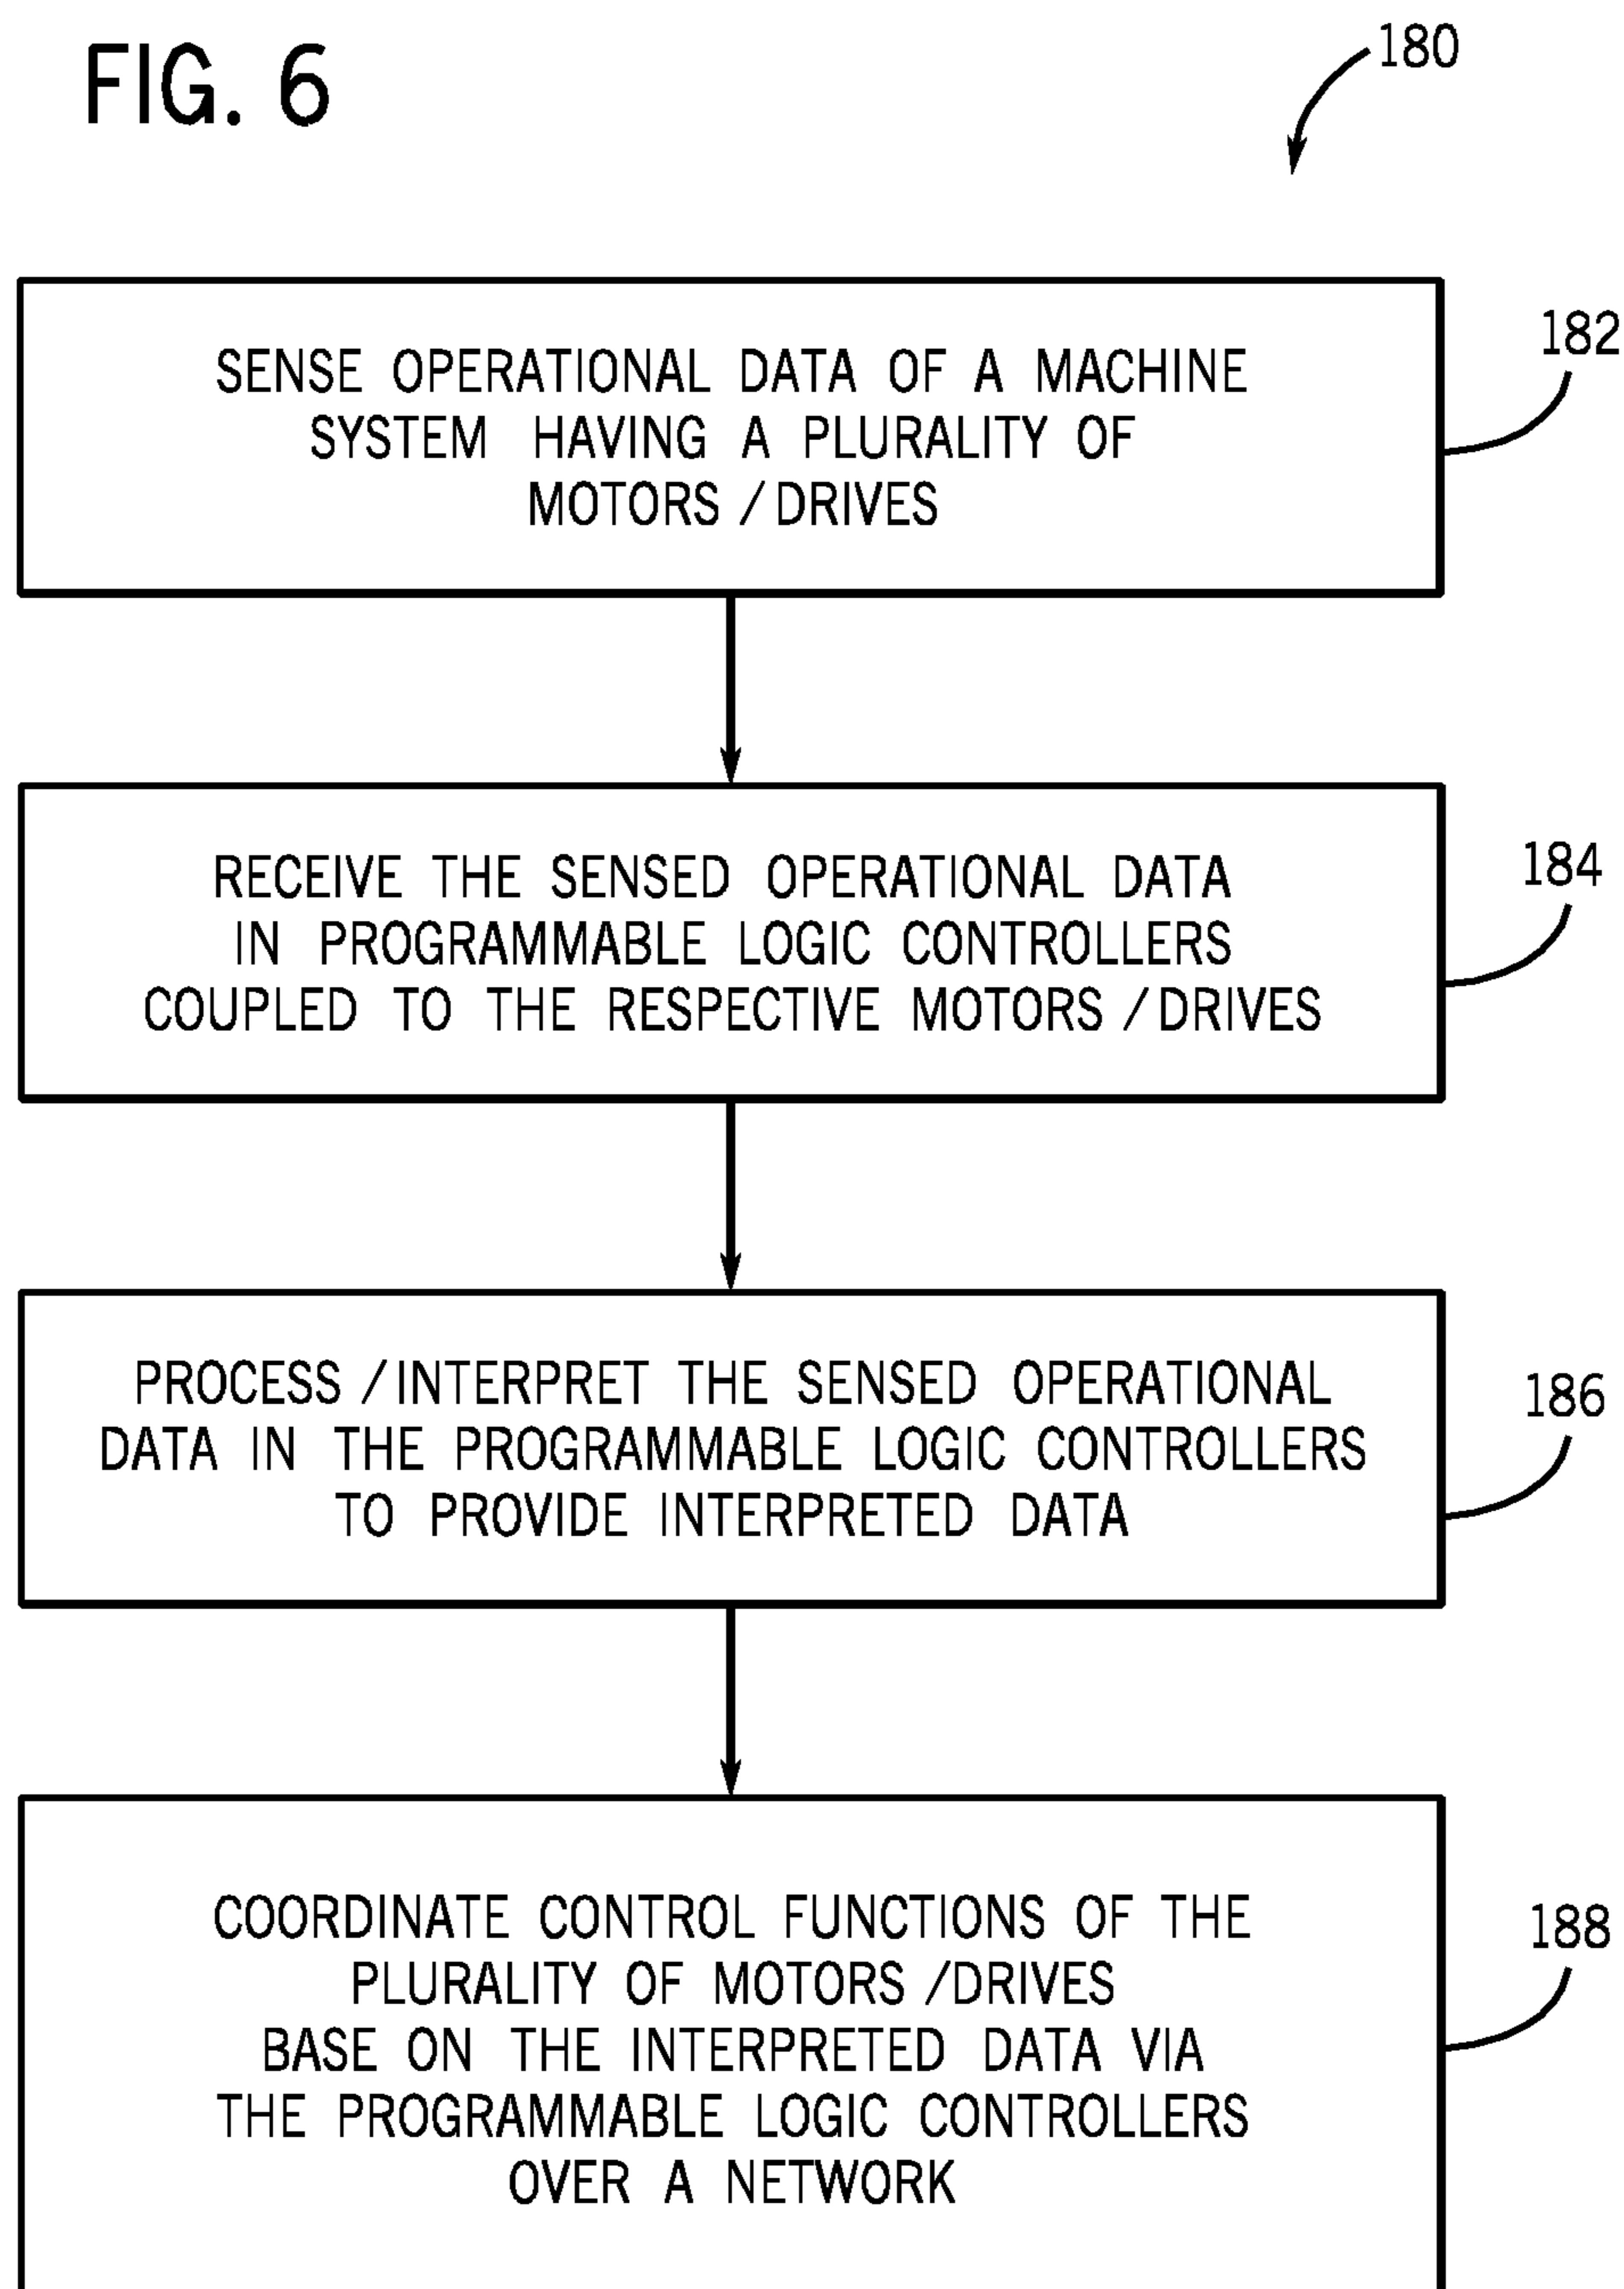 FIG. 6
180
SENSE OPERATIONAL DATA OF A MACHINE
SYSTEM HAVING A PLURALITY OF
MOTORS / DRIVES
182
RECEIVE THE SENSED OPERATIONAL DATA
IN PROGRAMMABLE LOGIC CONTROLLERS
COUPLED TO THE RESPECTIVE MOTORS / DRIVES
184
PROCESS / INTERPRET THE SENSED OPERATIONAL
DATA IN THE PROGRAMMABLE LOGIC CONTROLLERS
TO PROVIDE INTERPRETED DATA
186
COORDINATE CONTROL FUNCTIONS OF THE
PLURALITY OF MOTORS / DRIVES
BASE ON THE INTERPRETED DATA VIA
THE PROGRAMMABLE LOGIC CONTROLLERS
OVER A NETWORK
188